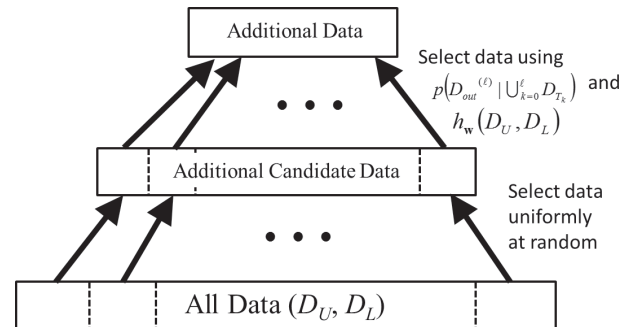 Additional Data
Select data using
p(D_out^(ℓ) | ⋃_{k=0}^ℓ D_{T_k}) and
h_w(D_U, D_L)
Additional Candidate Data
Select data
uniformly
at random
All Data (D_U, D_L)